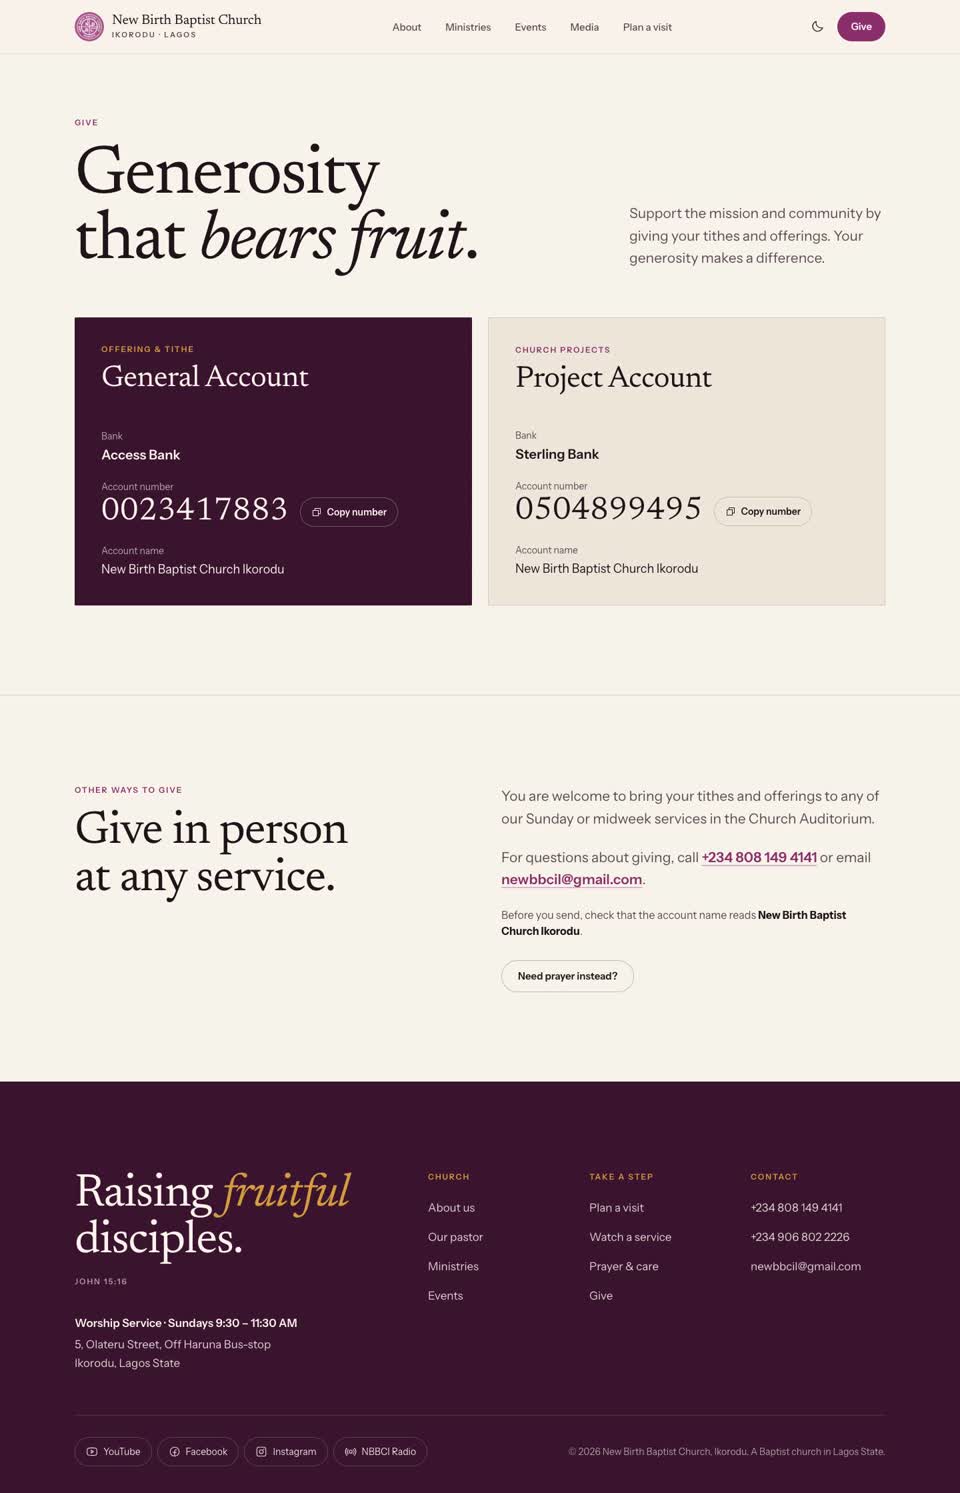 New Birth Baptist Church
IKORODU · LAGOS
About
Ministries
Events
Media
Plan a visit
Give
GIVE
Generosity
that bears fruit.
Support the mission and community by
giving your tithes and offerings. Your
generosity makes a difference.
OFFERING & TITHE
General Account
Bank
Access Bank
Account number
0023417883
Copy number
Account name
New Birth Baptist Church Ikorodu
CHURCH PROJECTS
Project Account
Bank
Sterling Bank
Account number
0504899495
Copy number
Account name
New Birth Baptist Church Ikorodu
OTHER WAYS TO GIVE
Give in person
at any service.
You are welcome to bring your tithes and offerings to any of
our Sunday or midweek services in the Church Auditorium.
For questions about giving, call +234 808 149 4141 or email
newbbcil@gmail.com.
Before you send, check that the account name reads New Birth Baptist
Church Ikorodu.
Need prayer instead?
Raising fruitful
disciples.
JOHN 15:16
Worship Service · Sundays 9:30 – 11:30 AM
5, Olateru Street, Off Haruna Bus-stop
Ikorodu, Lagos State
CHURCH
About us
Our pastor
Ministries
Events
TAKE A STEP
Plan a visit
Watch a service
Prayer & care
Give
CONTACT
+234 808 149 4141
+234 906 802 2226
newbbcil@gmail.com
YouTube
Facebook
Instagram
NBBCI Radio
© 2026 New Birth Baptist Church, Ikorodu. A Baptist church in Lagos State.